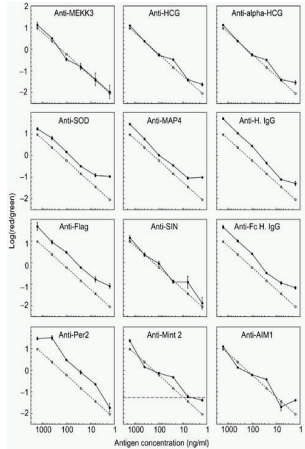 Anti-MEKK3 Anti-HCG Anti-alpha-HCG
2
1
0
−1
−2
Anti-SOD Anti-MAP4 Anti-H. IgG
2
1
0
−1
−2
Log(red/green)
Anti-Flag Anti-SIN Anti-Fc H. IgG
2
1
0
−1
−2
Anti-Per2 Anti-Mint 2 Anti-AIM1
2
1
0
−1
−2
1000 100 10 1 1000 100 10 1 1000 100 10 1
Antigen concentration (ng/ml)